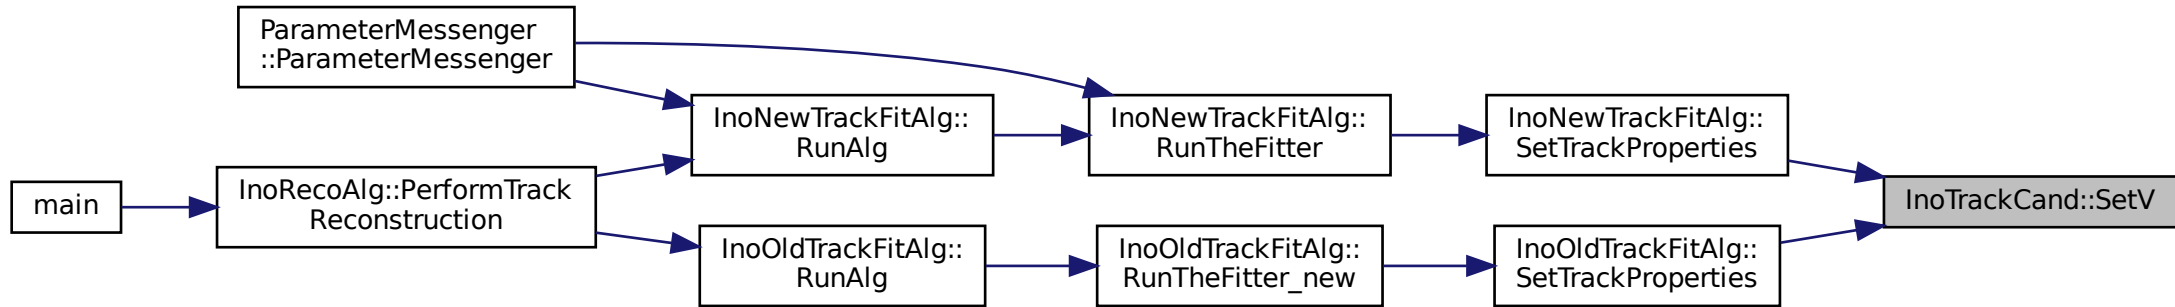 ParameterMessenger
::ParameterMessenger
InoNewTrackFitAlg::
RunAlg
InoNewTrackFitAlg::
RunTheFitter
InoNewTrackFitAlg::
SetTrackProperties
main
InoRecoAlg::PerformTrack
Reconstruction
InoTrackCand::SetV
InoOldTrackFitAlg::
RunAlg
InoOldTrackFitAlg::
RunTheFitter_new
InoOldTrackFitAlg::
SetTrackProperties